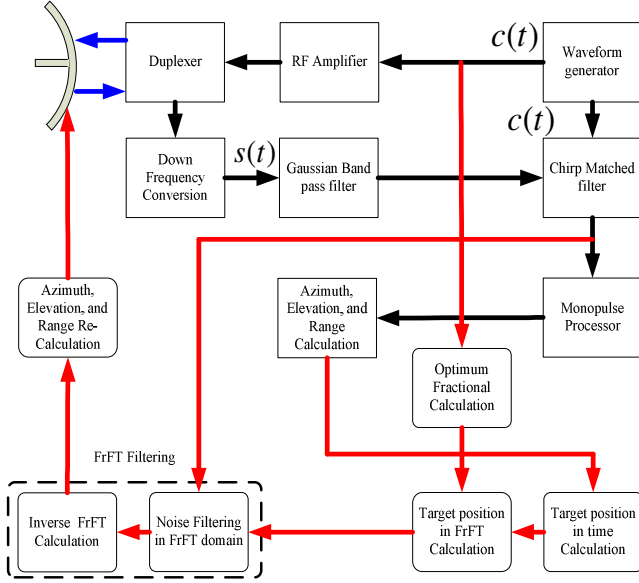 c(t)
Duplexer
RF Amplifier
Waveform
generator
c(t)
s(t)
Down
Frequency
Conversion
Gaussian Band
pass filter
Chirp Matched
filter
Azimuth,
Elevation, and
Range Re-
Calculation
Azimuth,
Elevation, and
Range
Calculation
Monopulse
Processor
Optimum
Fractional
Calculation
FrFT Filtering
Inverse FrFT
Calculation
Noise Filtering
in FrFT domain
Target position
in FrFT
Calculation
Target position
in time
Calculation